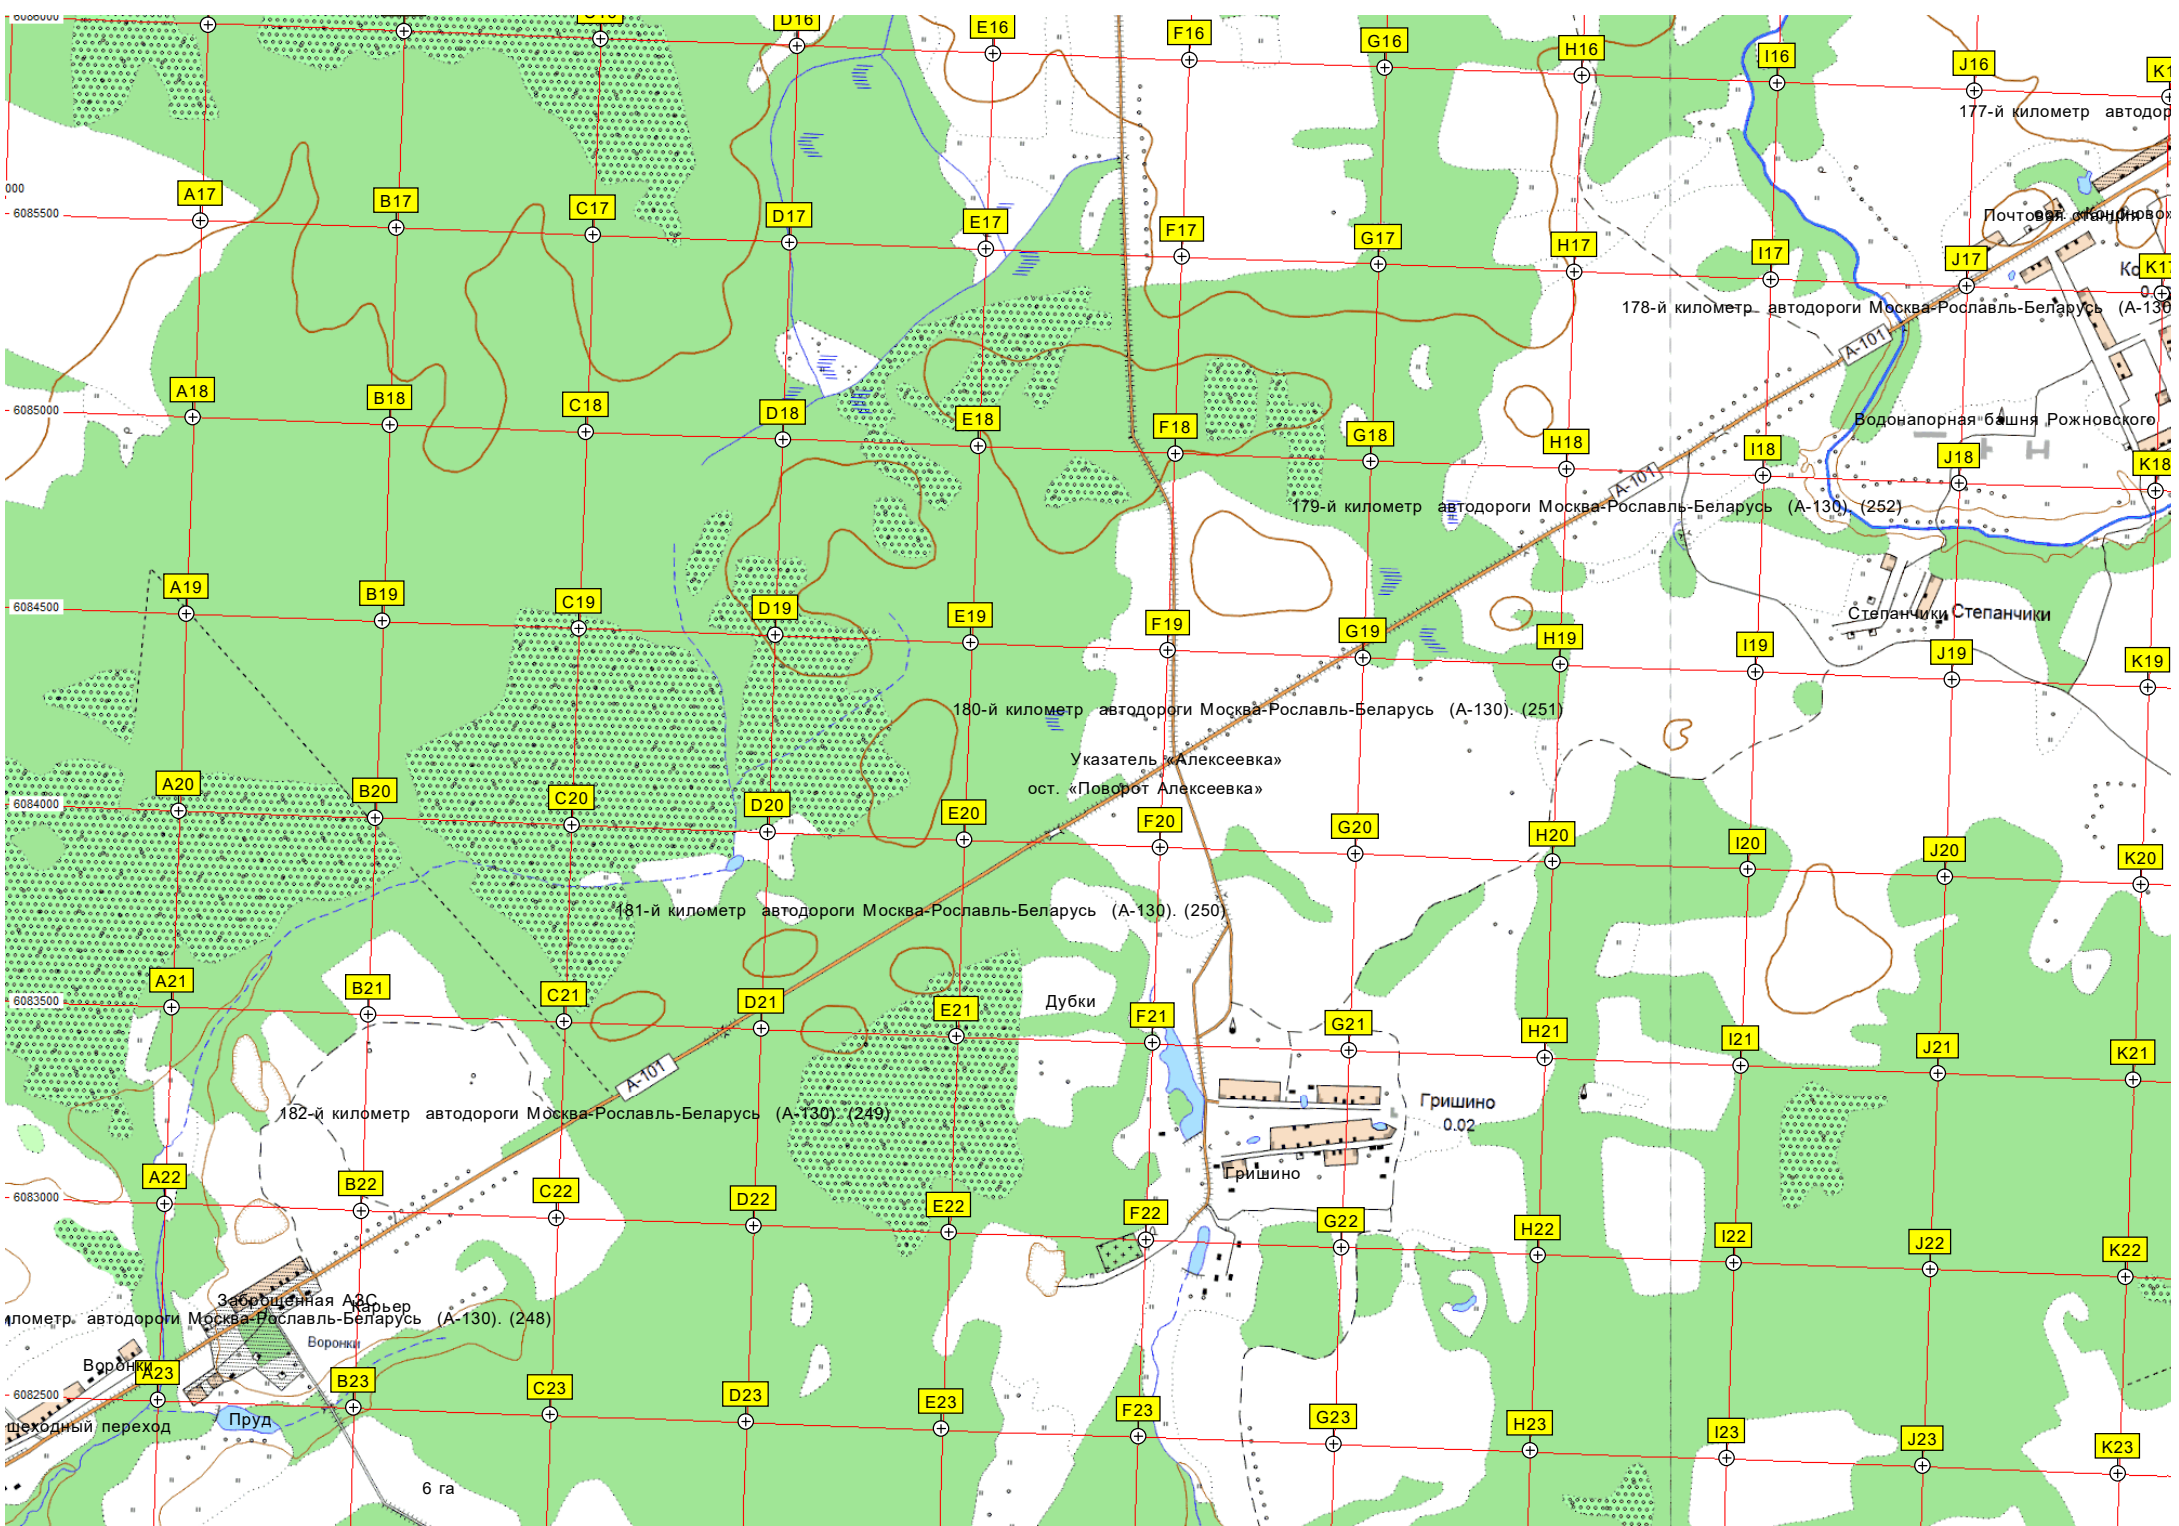 6086000
D16
E16
F16
G16
H16
I16
J16
177-й километр автодор
000
6085500
A17
B17
C17
D17
E17
F17
G17
H17
I17
J17
K17
Почтовая станция
178-й километр автодороги Москва-Рославль-Беларусь (А-130
А-101
6085000
A18
B18
C18
D18
E18
F18
G18
H18
I18
J18
K18
Водонапорная башня Рожновского
А-101
179-й километр автодороги Москва-Рославль-Беларусь (А-130). (252)
6084500
A19
B19
C19
D19
E19
F19
G19
H19
I19
J19
K19
Степанчики Степанчики
180-й километр автодороги Москва-Рославль-Беларусь (А-130). (251)
Указатель «Алексеевка»
ост. «Поворот Алексеевка»
6084000
A20
B20
C20
D20
E20
F20
G20
H20
I20
J20
K20
181-й километр автодороги Москва-Рославль-Беларусь (А-130). (250)
6083500
A21
B21
C21
D21
E21
F21
G21
H21
I21
J21
K21
Дубки
А-101
182-й километр автодороги Москва-Рославль-Беларусь (А-130). (249)
Гришино
0.02
Гришино
6083000
A22
B22
C22
D22
E22
F22
G22
H22
I22
J22
K22
Заброшенная АЗС
Карьер
илометр автодороги Москва-Рославль-Беларусь (А-130). (248)
Воронки
Воронки
6082500
A23
B23
C23
D23
E23
F23
G23
H23
I23
J23
K23
шеходный переход
Пруд
6 га